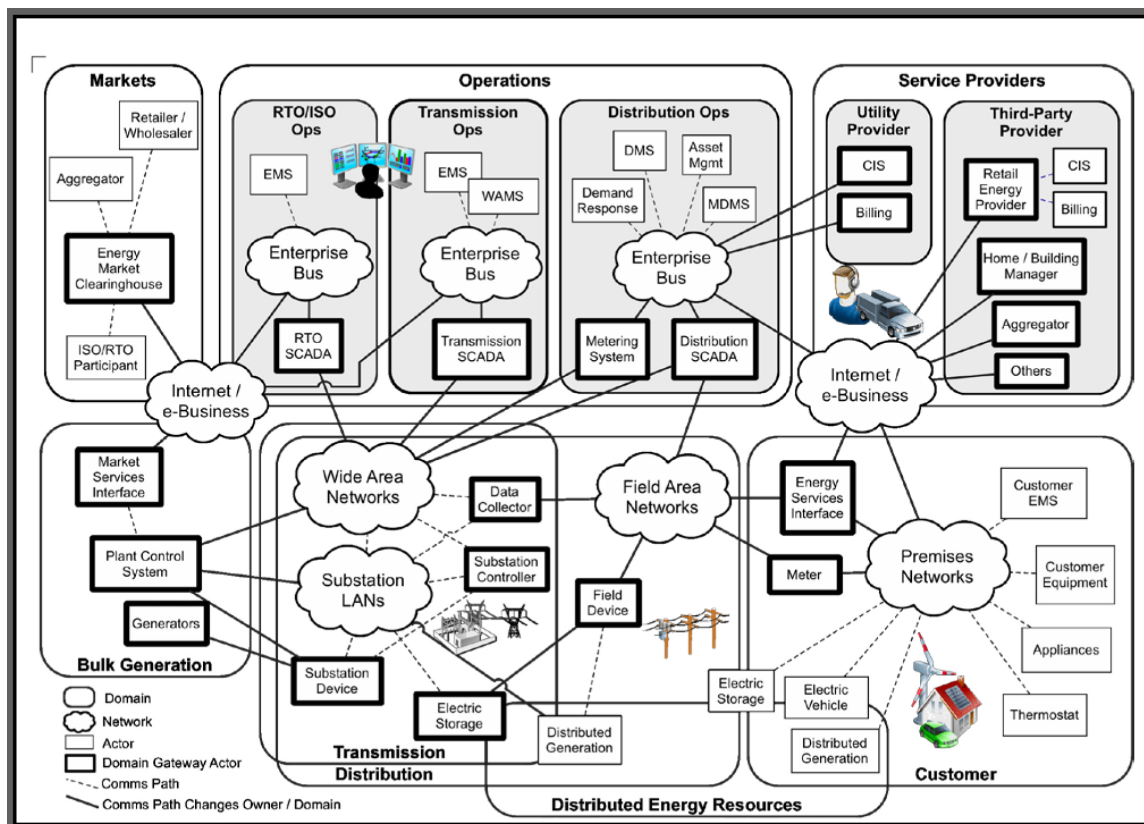 Markets
Retailer /
Wholesaler
Aggregator
Energy
Market
Clearinghouse
ISO/RTO
Participant
Operations
RTO/ISO
Ops
EMS
Enterprise
Bus
RTO
SCADA
Transmission
Ops
EMS
WAMS
Enterprise
Bus
Transmission
SCADA
Distribution Ops
DMS
Asset
Mgmt
Demand
Response
MDMS
Enterprise
Bus
Metering
System
Distribution
SCADA
Service Providers
Utility
Provider
CIS
Billing
Third-Party
Provider
Retail
Energy
Provider
CIS
Billing
Home / Building
Manager
Aggregator
Others
Internet /
e-Business
Internet /
e-Business
Market
Services
Interface
Plant Control
System
Generators
Bulk Generation
Wide Area
Networks
Data
Collector
Substation
LANs
Substation
Controller
Substation
Device
Electric
Storage
Transmission
Distribution
Field Area
Networks
Field
Device
Distributed
Generation
Distributed Energy Resources
Energy
Services
Interface
Meter
Premises
Networks
Customer
EMS
Customer
Equipment
Appliances
Thermostat
Electric
Storage
Electric
Vehicle
Distributed
Generation
Customer
Domain
Network
Actor
Domain Gateway Actor
Comms Path
Comms Path Changes Owner / Domain